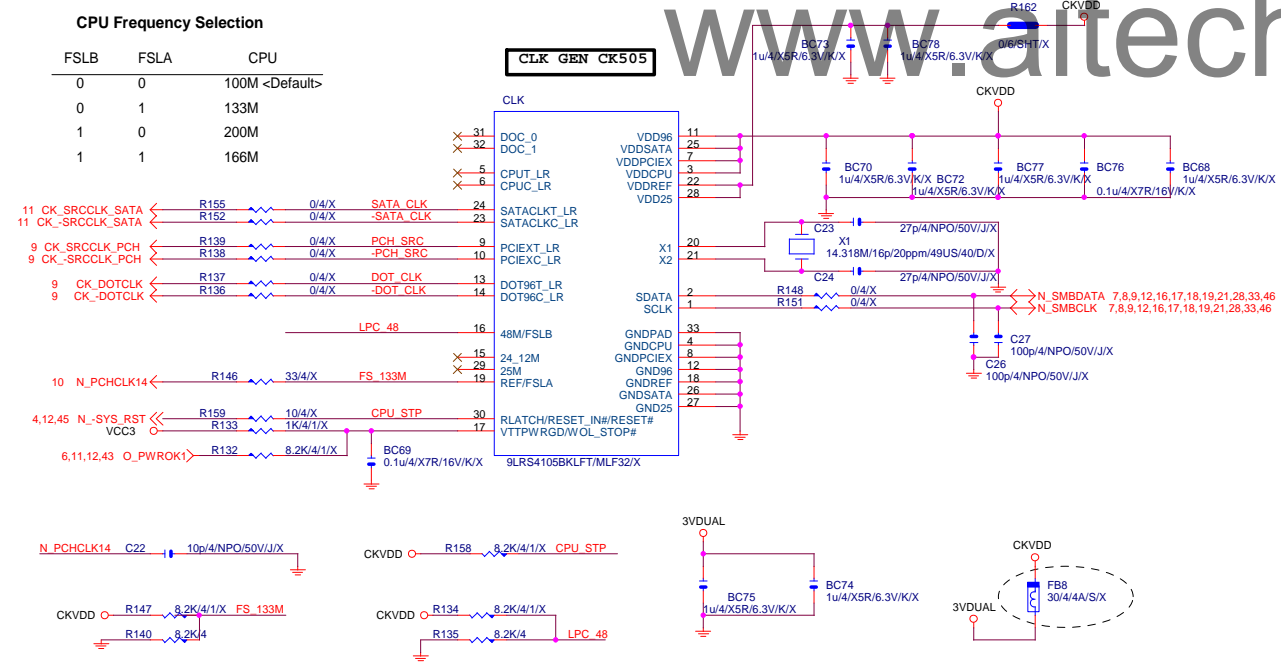 www.aitech
CPU Frequency Selection
FSLB FSLA CPU
0 0 100M <Default>
0 1 133M
1 0 200M
1 1 166M
CLK GEN CK505
R162
CKVDD
0/6/SHT/X
BC73
1u/4/X5R/6.3V/K/X
BC78
1u/4/X5R/6.3V/K/X
CKVDD
BC70
1u/4/X5R/6.3V/K/X
BC72
1u/4/X5R/6.3V/K/X
BC77
1u/4/X5R/6.3V/K/X
BC76
0.1u/4/X7R/16V/K/X
BC68
1u/4/X5R/6.3V/K/X
CLK
31 DOC_0
32 DOC_1
5 CPUT_LR
6 CPUC_LR
11 CK_SRCCLK_SATA R155 0/4/X SATA_CLK 24 SATACLKT_LR
11 CK_-SRCCLK_SATA R152 0/4/X -SATA_CLK 23 SATACLKC_LR
9 CK_SRCCLK_PCH R139 0/4/X PCH_SRC 9 PCIEXT_LR
9 CK_-SRCCLK_PCH R138 0/4/X -PCH_SRC 10 PCIEXC_LR
9 CK_DOTCLK R137 0/4/X DOT_CLK 13 DOT96T_LR
9 CK_-DOTCLK R136 0/4/X -DOT_CLK 14 DOT96C_LR
LPC_48 16 48M/FSLB
15 24_12M
29 25M
10 N_PCHCLK14 R146 33/4/X FS_133M 19 REF/FSLA
4,12,45 N_-SYS_RST R159 10/4/X CPU_STP 30 RLATCH/RESET_IN#/RESET#
VCC3 R133 1K/4/1/X 17 VTTPWRGD/WOL_STOP#
6,11,12,43 O_PWROK1 R132 8.2K/4/1/X
BC69
0.1u/4/X7R/16V/K/X
9LRS4105BKLFT/MLF32/X
VDD96 11
VDDSATA 25
VDDPCIEX 7
VDDCPU 3
VDDREF 22
VDD25 28
X1 20
X2 21
C23 27p/4/NPO/50V/J/X
X1
14.318M/16p/20ppm/49US/40/D/X
C24 27p/4/NPO/50V/J/X
SDATA 2 R148 0/4/X N_SMBDATA 7,8,9,12,16,17,18,19,21,28,33,46
SCLK 1 R151 0/4/X N_SMBCLK 7,8,9,12,16,17,18,19,21,28,33,46
GNDPAD 33
GNDCPU 4
GNDPCIEX 8
GND96 12
GNDREF 18
GNDSATA 26
GND25 27
C27
100p/4/NPO/50V/J/X
C26
100p/4/NPO/50V/J/X
N_PCHCLK14 C22 10p/4/NPO/50V/J/X
CKVDD R147 8.2K/4/1/X FS_133M
R140 8.2K/4
CKVDD R158 8.2K/4/1/X CPU_STP
CKVDD R134 8.2K/4/1/X
R135 8.2K/4 LPC_48
3VDUAL
BC75
1u/4/X5R/6.3V/K/X
BC74
1u/4/X5R/6.3V/K/X
CKVDD
FB8
30/4/4A/S/X
3VDUAL